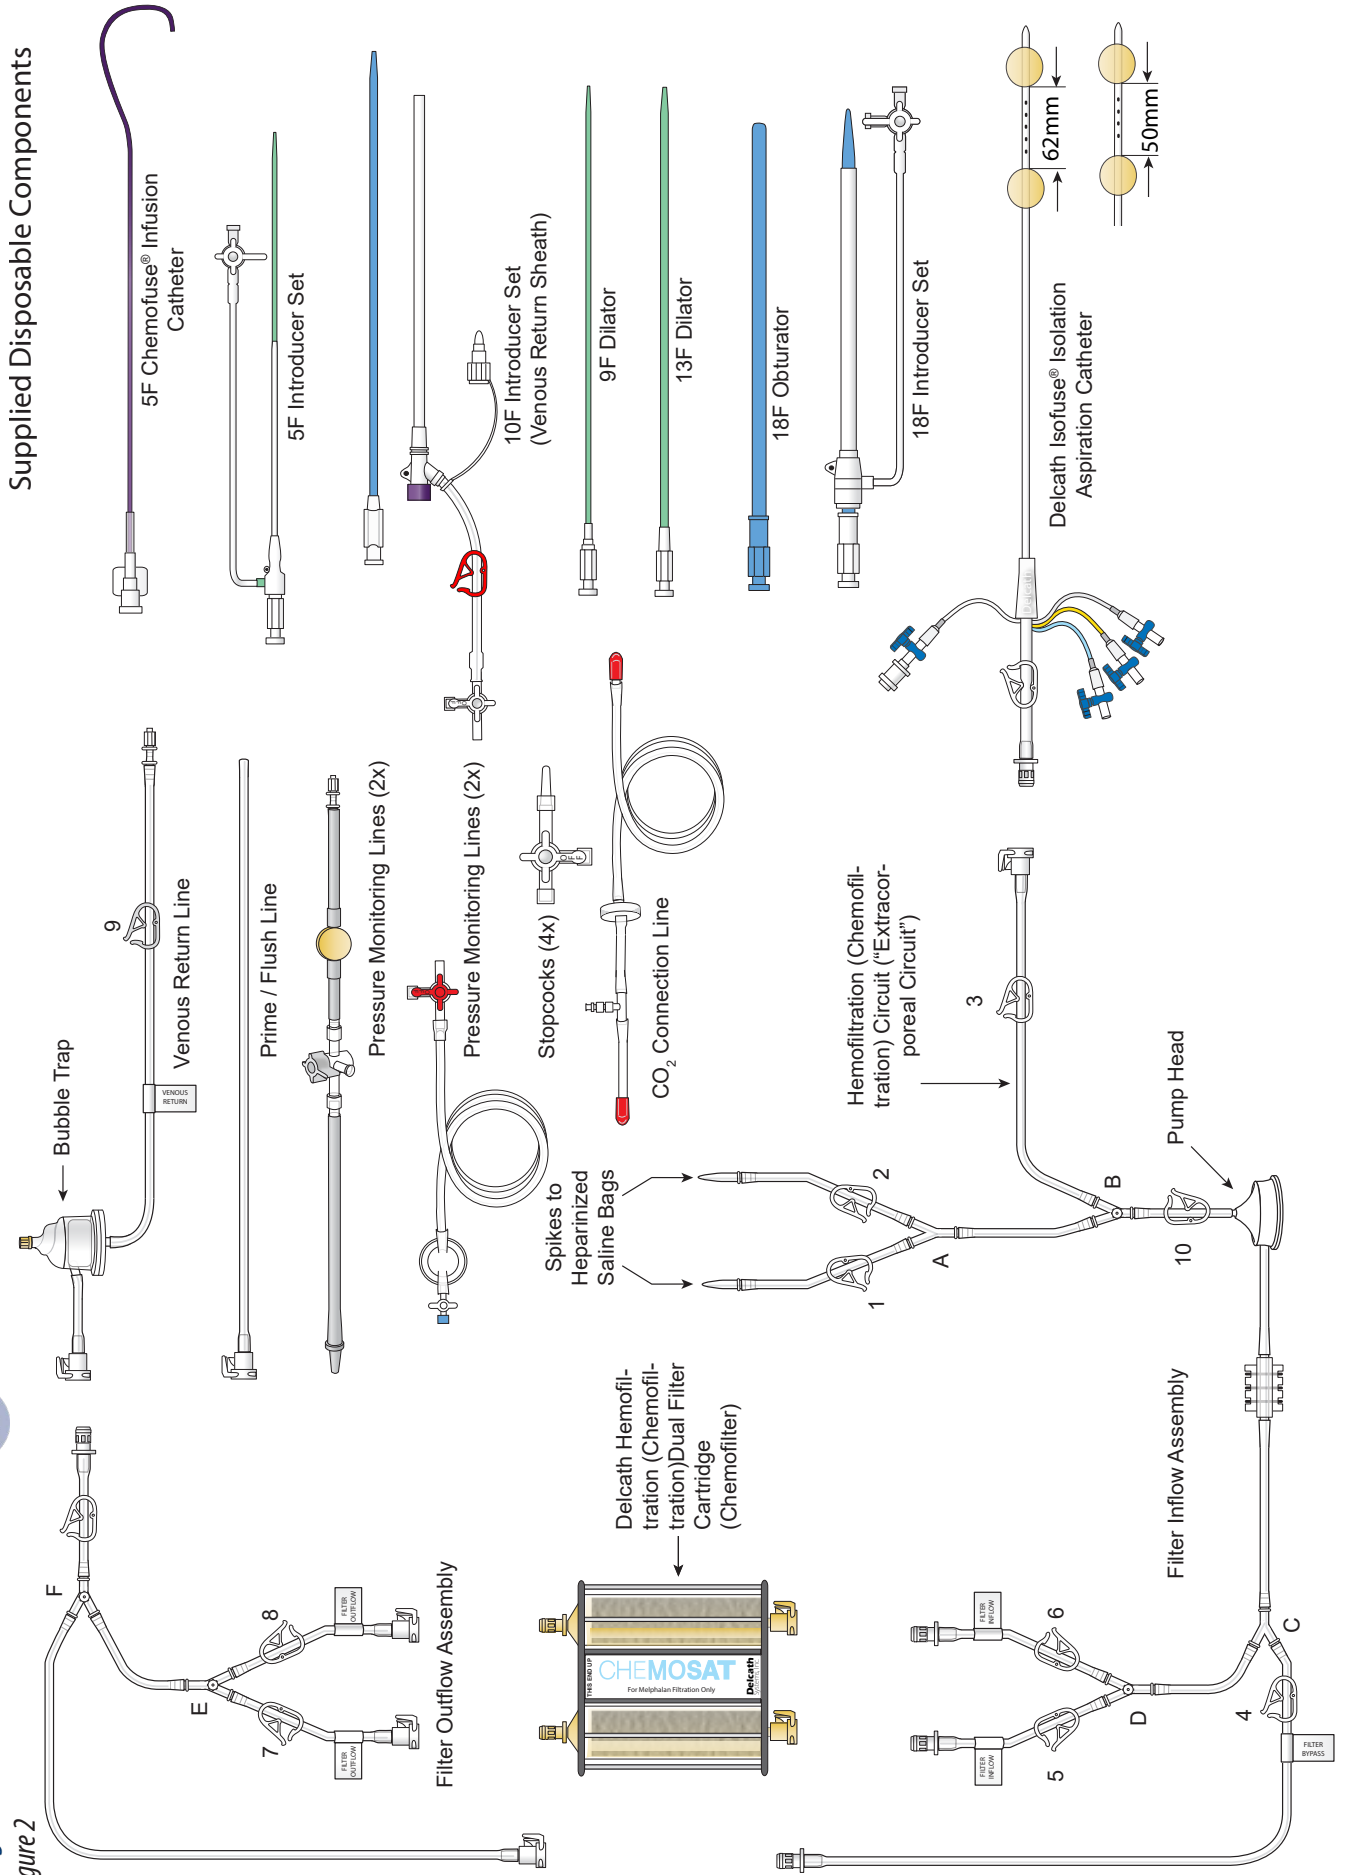 gure 2
Supplied Disposable Components
5F Chemofuse® Infusion
Catheter
5F Introducer Set
10F Introducer Set
(Venous Return Sheath)
9F Dilator
13F Dilator
18F Obturator
18F Introducer Set
Delcath Isofuse® Isolation
Aspiration Catheter
Delcath
62mm
50mm
Bubble Trap
9
VENOUS
RETURN
Venous Return Line
Prime / Flush Line
Pressure Monitoring Lines (2x)
Pressure Monitoring Lines (2x)
Stopcocks (4x)
OFF
CO2 Connection Line
Spikes to
Heparinized
Saline Bags
1
2
A
B
3
10
Hemofiltration (Chemofil-
tration) Circuit (“Extracor-
poreal Circuit”)
Pump Head
F
E
7
8
FILTER
OUTFLOW
FILTER
OUTFLOW
Filter Outflow Assembly
THIS END UP
CHEMOSAT
For Melphalan Filtration Only
Delcath
Systems, Inc.
Delcath Hemofil-
tration (Chemofil-
tration)Dual Filter
Cartridge
(Chemofilter)
FILTER
INFLOW
FILTER
INFLOW
5
6
D
C
4
FILTER
BYPASS
Filter Inflow Assembly